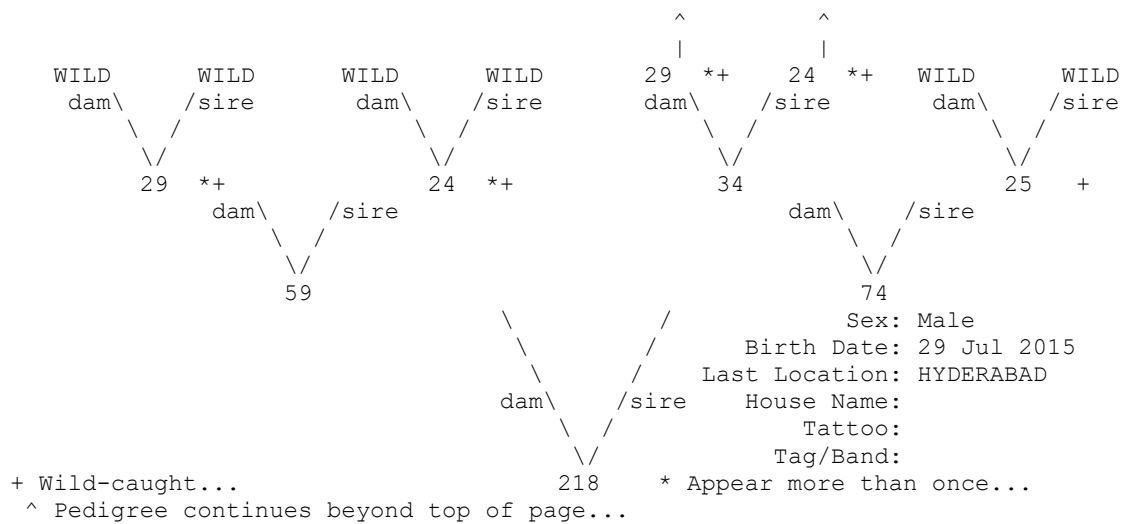 ^ ^
| |
WILD WILD WILD WILD 29 *+ 24 *+ WILD WILD
dam\ /sire dam\ /sire dam\ /sire dam\ /sire
\ / \ / \ / \ /
\/ \/ \/ \/
29 *+ 24 *+ 34 25 +
dam\ /sire dam\ /sire
\ / \ /
\/ \/
59 74
\ / Sex: Male
\ / Birth Date: 29 Jul 2015
\ / Last Location: HYDERABAD
dam\ /sire House Name:
\ / Tattoo:
\/ Tag/Band:
+ Wild-caught... 218 * Appear more than once...
^ Pedigree continues beyond top of page...